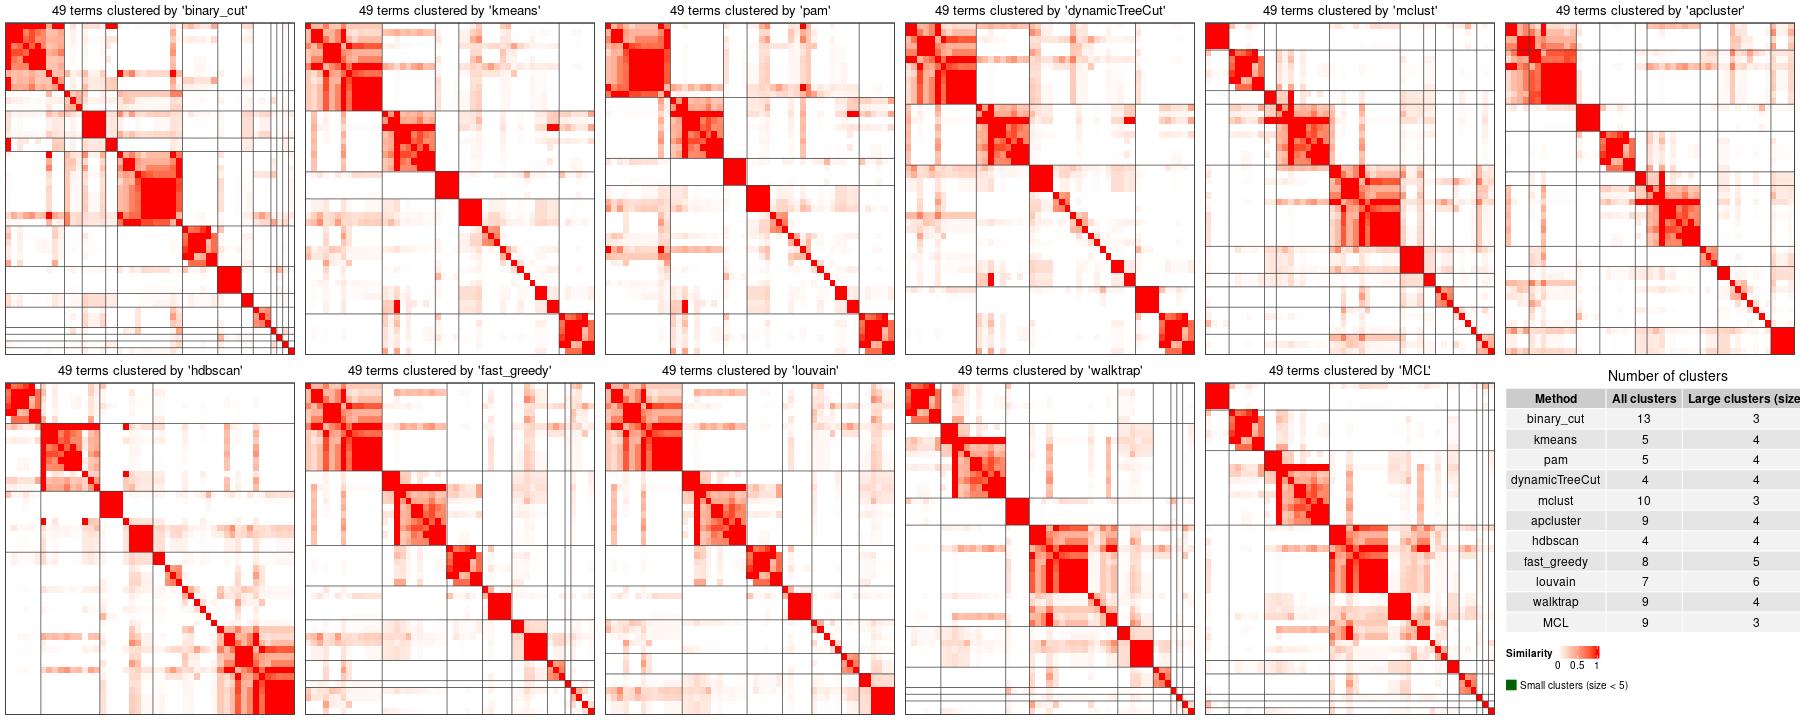 49 terms clustered by 'binary_cut'
49 terms clustered by 'kmeans'
49 terms clustered by 'pam'
49 terms clustered by 'dynamicTreeCut'
49 terms clustered by 'mclust'
49 terms clustered by 'apcluster'
49 terms clustered by 'hdbscan'
49 terms clustered by 'fast_greedy'
49 terms clustered by 'louvain'
49 terms clustered by 'walktrap'
49 terms clustered by 'MCL'
Number of clusters
Method All clusters Large clusters (size
binary_cut 13 3
kmeans 5 4
pam 5 4
dynamicTreeCut 4 4
mclust 10 3
apcluster 9 4
hdbscan 4 4
fast_greedy 8 5
louvain 7 6
walktrap 9 4
MCL 9 3
Similarity
0 0.5 1
Small clusters (size < 5)